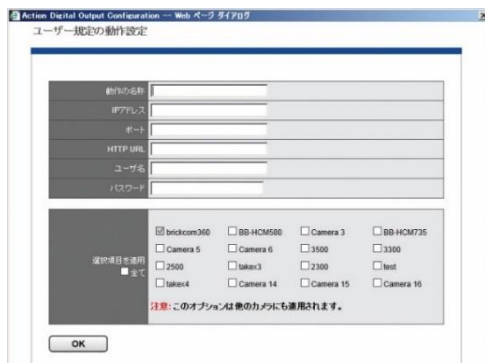 Action Digital Output Configuration -- Web ページ ダイアログ
ユーザー規定の動作設定
動作の名称
IPアドレス
ポート
HTTP URL
ユーザ名
パスワード
選択項目を適用
全て
brickcom360 BB-HCM580 Camera 3 BB-HCM735
Camera 5 Camera 6 3500 3300
2500 takex3 2300 test
takex4 Camera 14 Camera 15 Camera 16
注意: このオプションは他のカメラにも適用されます。
OK